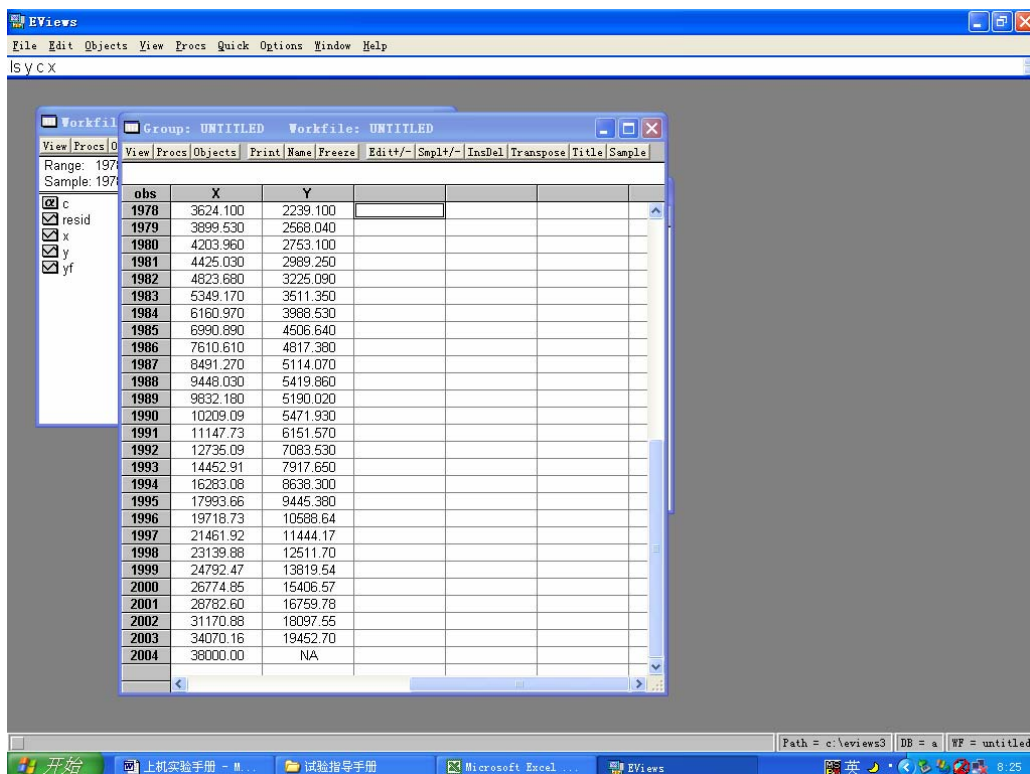 EViews
File Edit Objects View Procs Quick Options Window Help
ls y c x
Workfil
View Procs O
Range: 197
Sample: 197
c
resid
x
y
yf
Group: UNTITLED Workfile: UNTITLED
View Procs Objects Print Name Freeze Edit+/- Smpl+/- InsDel Transpose Title Sample
obs X Y
1978 3624.100 2239.100
1979 3899.530 2568.040
1980 4203.960 2753.100
1981 4425.030 2989.250
1982 4823.680 3225.090
1983 5349.170 3511.350
1984 6160.970 3988.530
1985 6990.890 4506.640
1986 7610.610 4817.380
1987 8491.270 5114.070
1988 9448.030 5419.860
1989 9832.180 5190.020
1990 10209.09 5471.930
1991 11147.73 6151.570
1992 12735.09 7083.530
1993 14452.91 7917.650
1994 16283.08 8638.300
1995 17993.66 9445.380
1996 19718.73 10588.64
1997 21461.92 11444.17
1998 23139.88 12511.70
1999 24792.47 13819.54
2000 26774.85 15406.57
2001 28782.60 16759.78
2002 31170.88 18097.55
2003 34070.16 19452.70
2004 38000.00 NA
Path = c:\eviews3 DB = a WF = untitled
开始 上机实验手册 - M... 试验指导手册 Microsoft Excel ... EViews 英 8:25